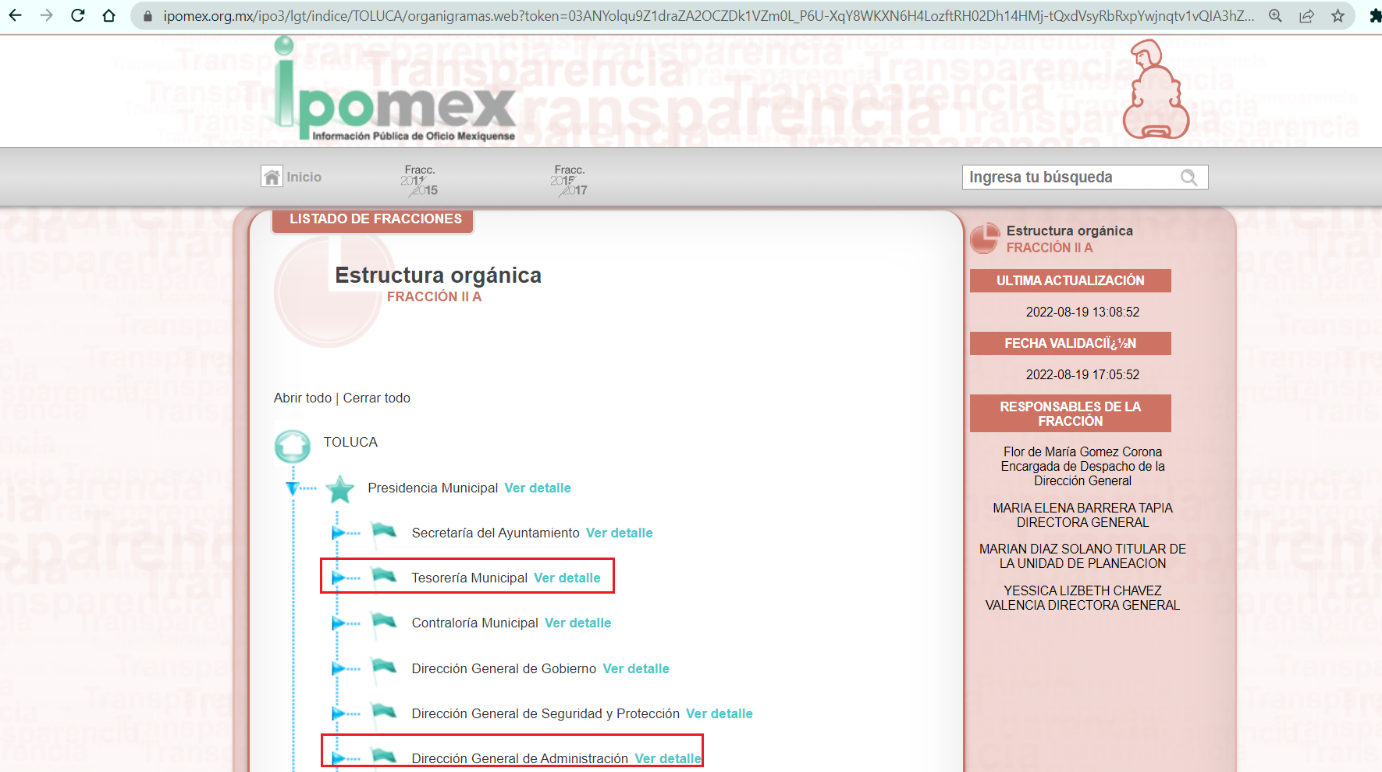 ipomex.org.mx/ipo3/lgt/indice/TOLUCA/organigramas.web?token=03ANYolqu9Z1draZA2OCZDk1VZm0L_P6U-XqY8WKXN6H4LozftRH02Dh14HMj-tQxdVsyRbRxpYwjnqtv1vQIA3hZ...
ipomex
Información Pública de Oficio Mexiquense
Transparencia
Inicio
Fracc.
2011
2015
Fracc.
2015
2017
Ingresa tu búsqueda
LISTADO DE FRACCIONES
Estructura orgánica
FRACCIÓN II A
Abrir todo | Cerrar todo
TOLUCA
Presidencia Municipal Ver detalle
Secretaría del Ayuntamiento Ver detalle
Tesorería Municipal Ver detalle
Contraloría Municipal Ver detalle
Dirección General de Gobierno Ver detalle
Dirección General de Seguridad y Protección Ver detalle
Dirección General de Administración Ver detalle
Estructura orgánica
FRACCIÓN II A
ULTIMA ACTUALIZACIÓN
2022-08-19 13:08:52
FECHA VALIDACIÏ¿½N
2022-08-19 17:05:52
RESPONSABLES DE LA
FRACCIÓN
Flor de María Gomez Corona
Encargada de Despacho de la
Dirección General
MARIA ELENA BARRERA TAPIA
DIRECTORA GENERAL
MARIAN DIAZ SOLANO TITULAR DE
LA UNIDAD DE PLANEACION
YESSICA LIZBETH CHAVEZ
VALENCIA DIRECTORA GENERAL